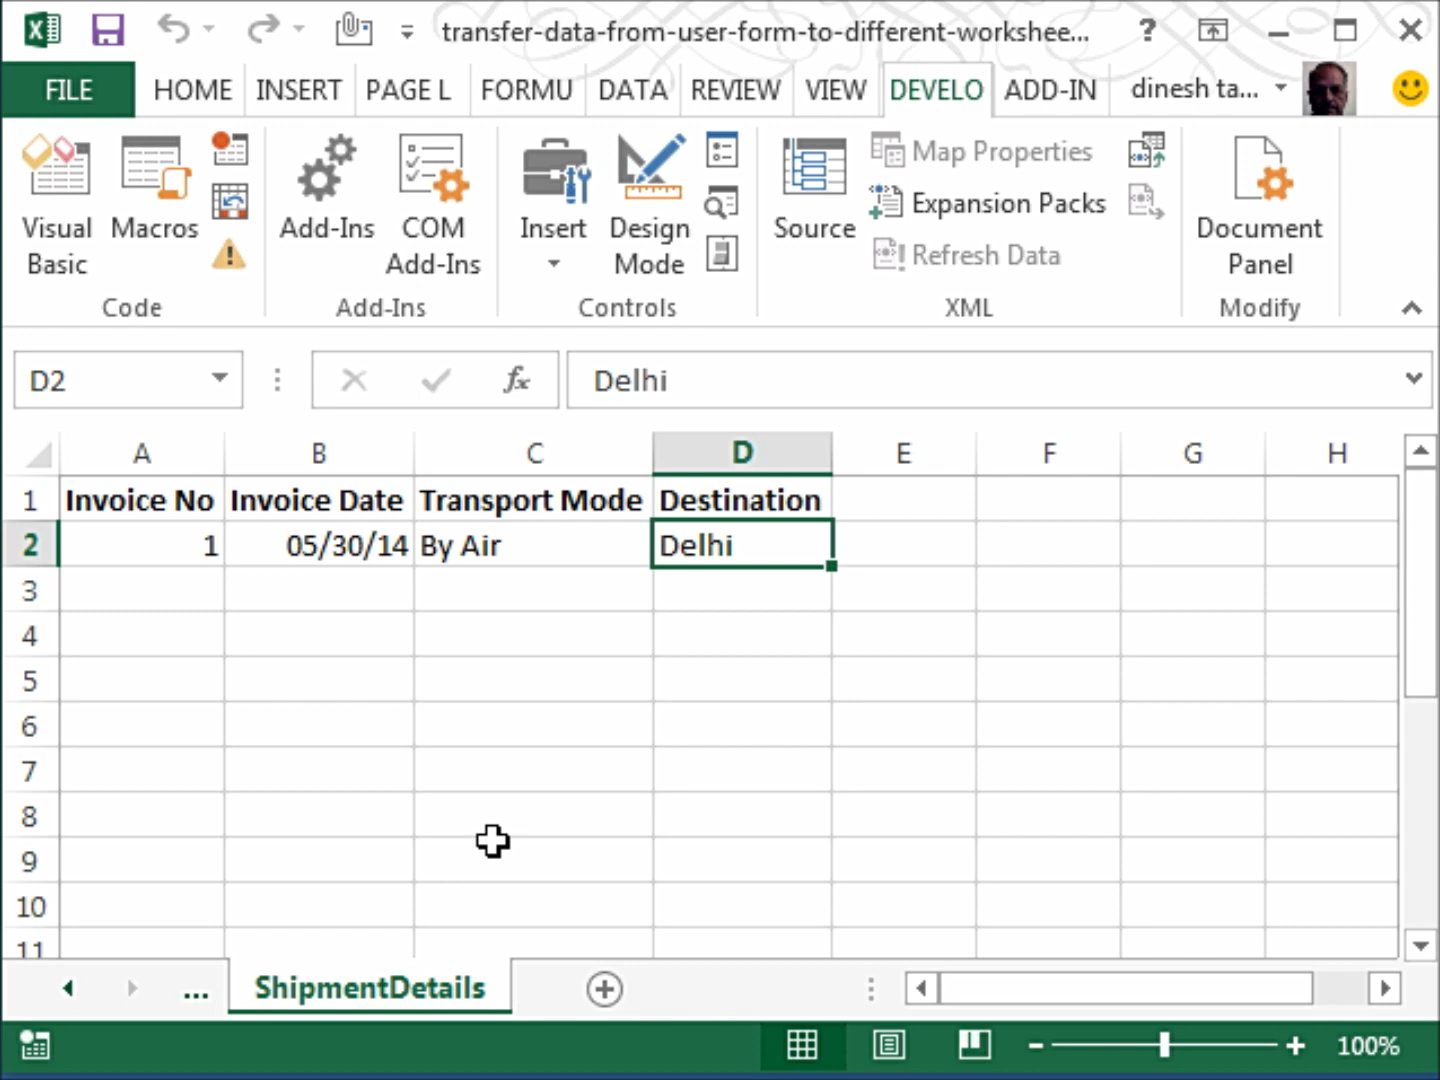 transfer-data-from-user-form-to-different-workshee... ?
FILE HOME INSERT PAGE L FORMU DATA REVIEW VIEW DEVELO ADD-IN dinesh ta...
Visual Basic
Macros
Add-Ins
COM Add-Ins
Insert
Design Mode
Source
Map Properties
Expansion Packs
Refresh Data
Document Panel
Code Add-Ins Controls XML Modify
D2 fx Delhi
A B C D E F G H
1 Invoice No Invoice Date Transport Mode Destination
2 1 05/30/14 By Air Delhi
3
4
5
6
7
8
9
10
11
... ShipmentDetails
100%